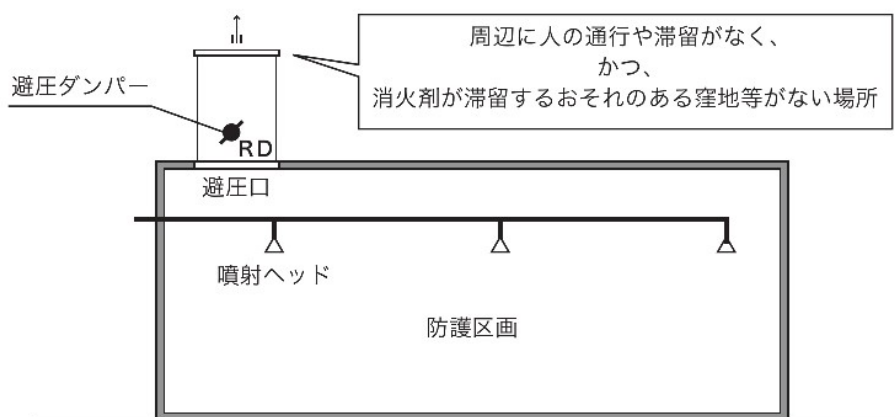 周辺に人の通行や滞留がなく、
かつ、
消火剤が滞留するおそれのある窪地等がない場所
避圧ダンパー
RD
避圧口
噴射ヘッド
防護区画